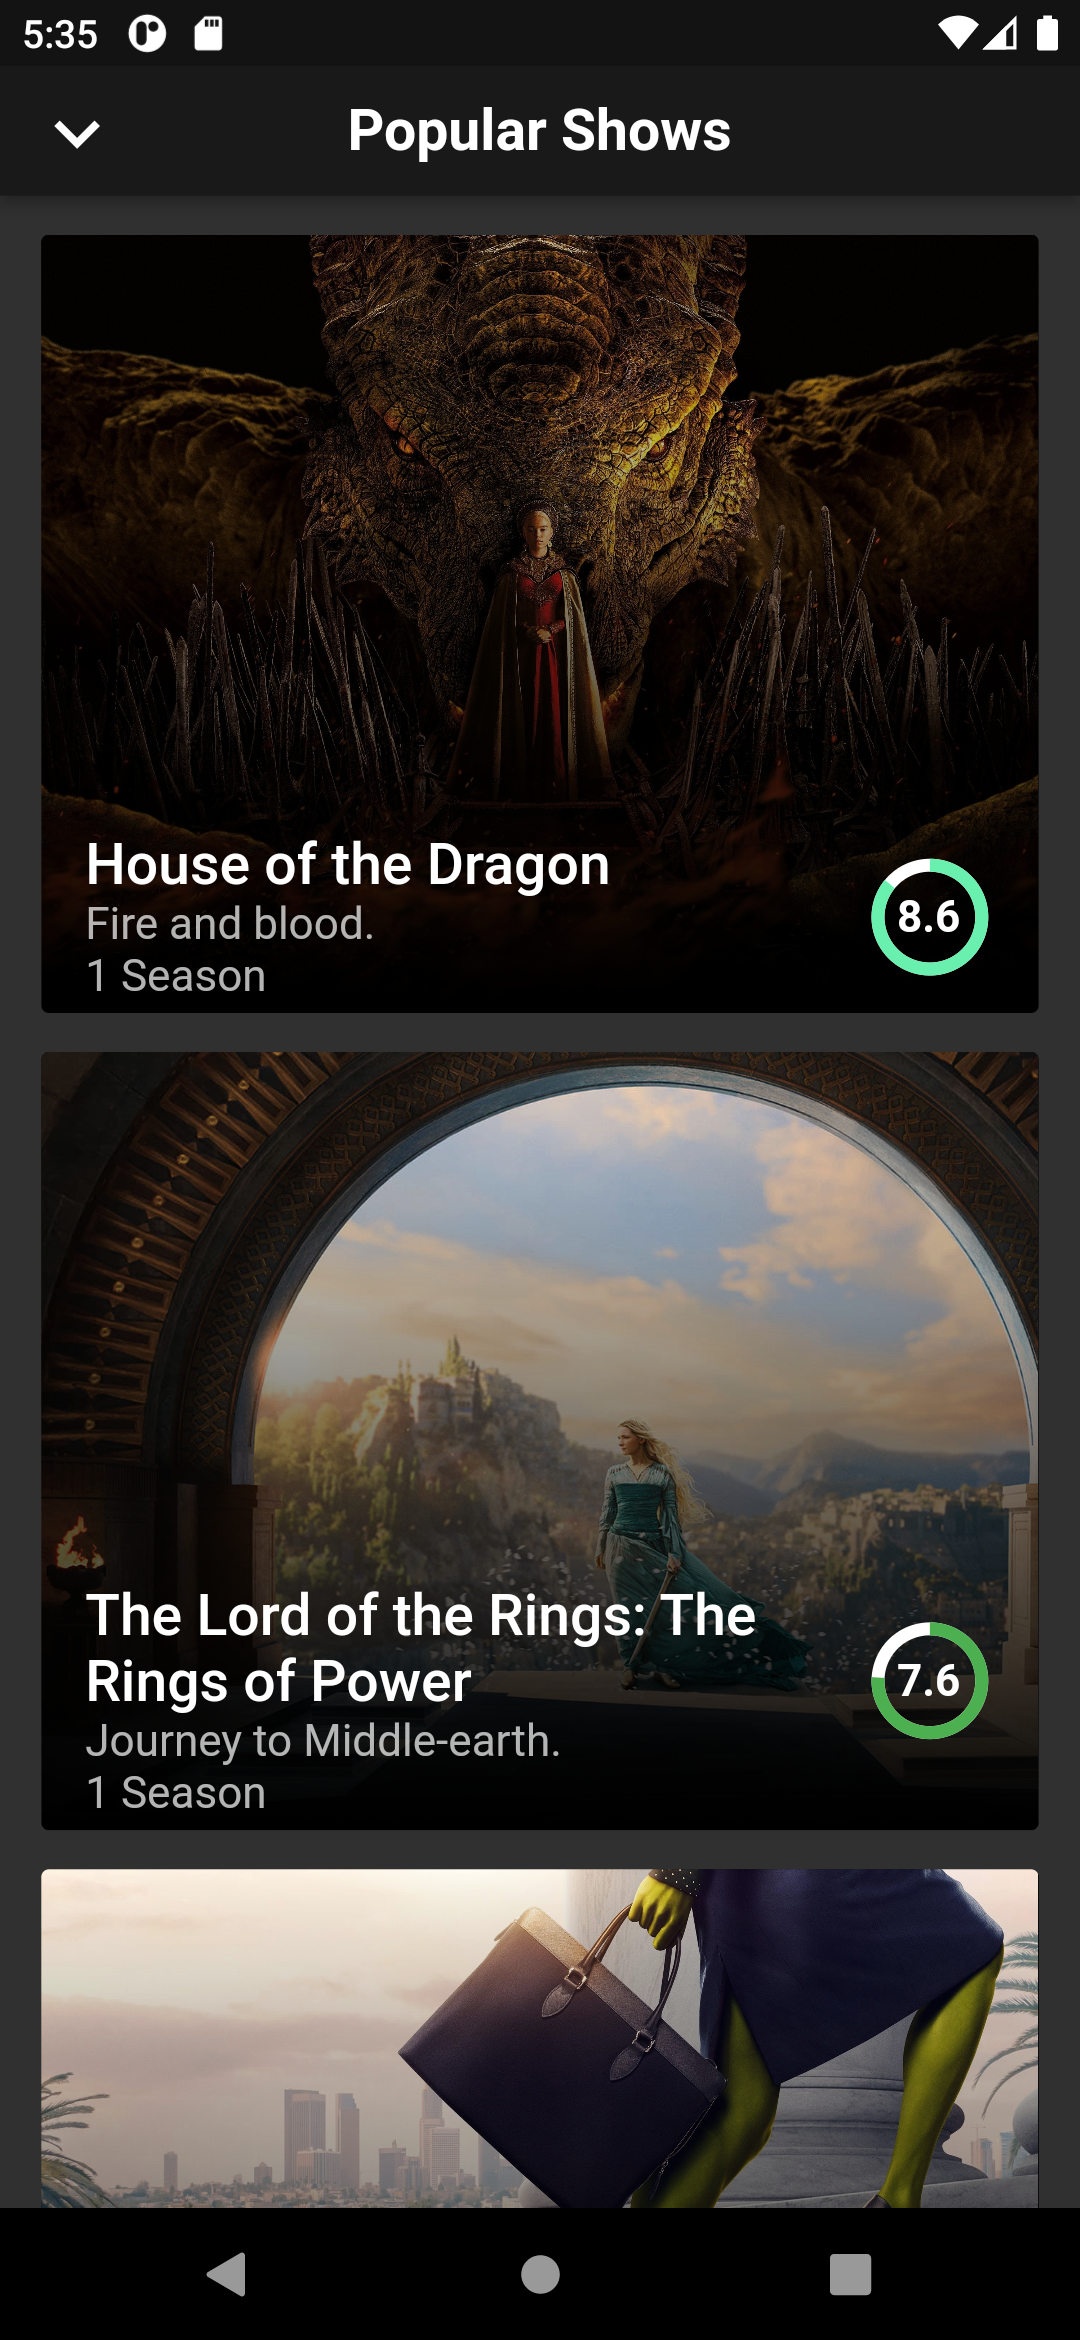 5:35
Popular Shows
House of the Dragon
Fire and blood.
1 Season
8.6
The Lord of the Rings: The
Rings of Power
Journey to Middle-earth.
1 Season
7.6